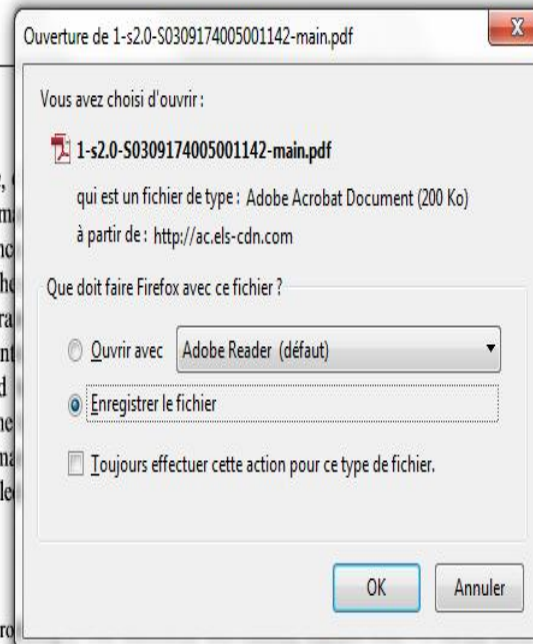 Ouverture de 1-s2.0-S0309174005001142-main.pdf
Vous avez choisi d'ouvrir :
1-s2.0-S0309174005001142-main.pdf
qui est un fichier de type : Adobe Acrobat Document (200 Ko)
à partir de : http://ac.els-cdn.com
Que doit faire Firefox avec ce fichier ?
Ouvrir avec Adobe Reader (défaut)
Enregistrer le fichier
Toujours effectuer cette action pour ce type de fichier.
OK Annuler